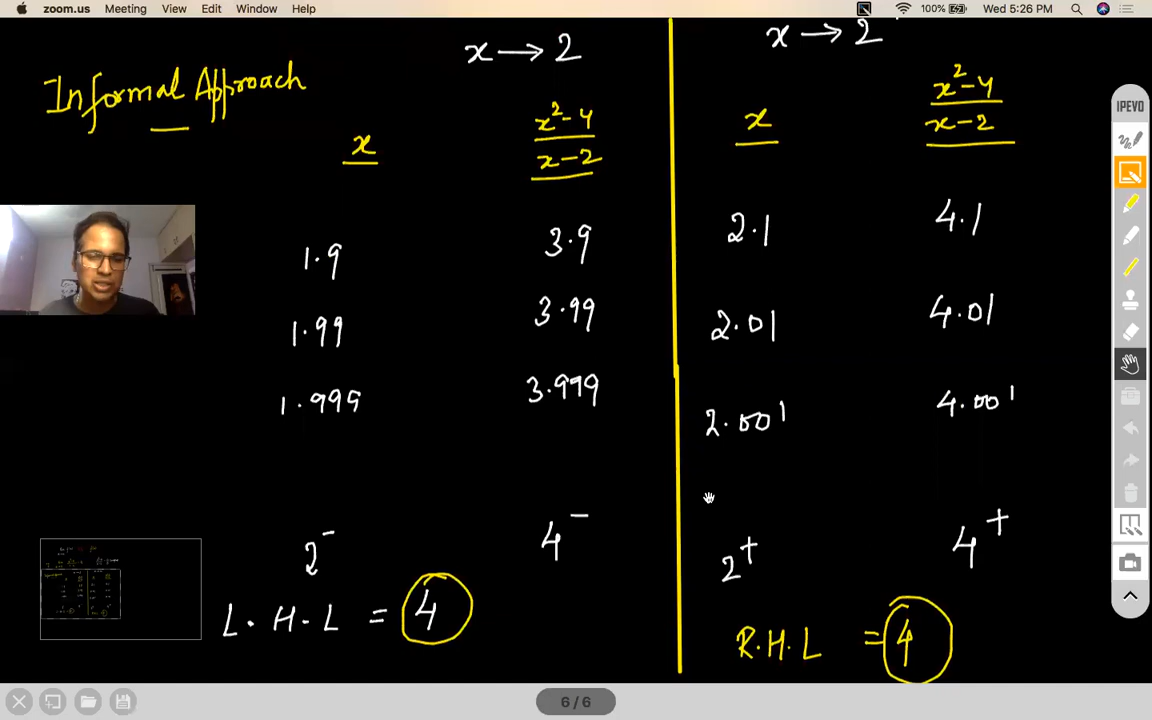 zoom.us Meeting View Edit Window Help 100% Wed 5:26 PM
x → 2
Informal Approach
x
x²-4
x-2
1.9 3.9
1.99 3.99
1.999 3.999
2⁻ 4⁻
L.H.L = 4
x → 2
x
x²-4
x-2
2.1 4.1
2.01 4.01
2.001 4.001
2⁺ 4⁺
R.H.L = 4
IPEVO
6/6